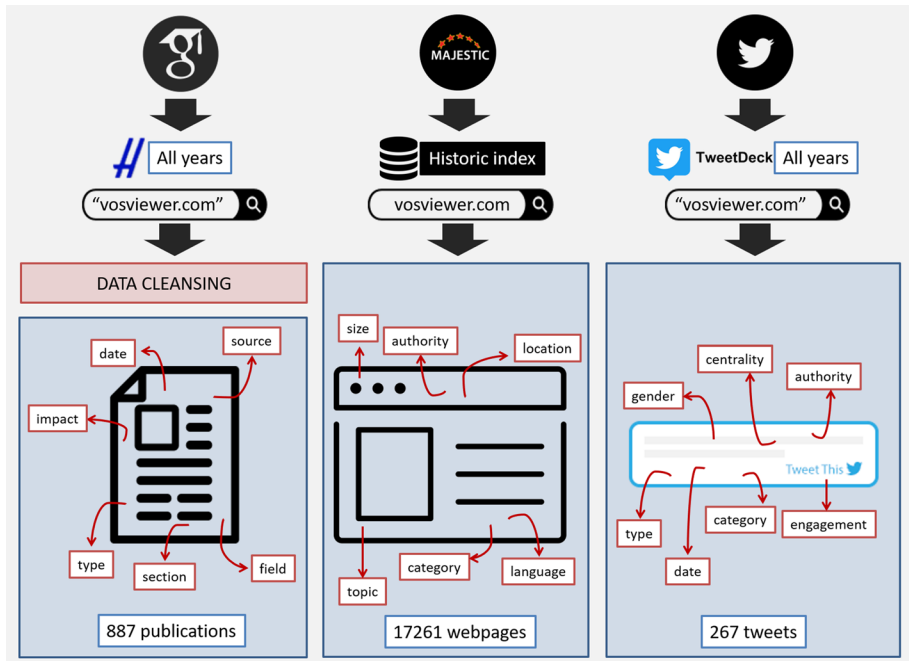 g
MAJESTIC
All years
Historic index
TweetDeck
All years
“vosviewer.com”
vosviewer.com
“vosviewer.com”
DATA CLEANSING
date
source
impact
type
section
field
887 publications
size
authority
location
topic
category
language
17261 webpages
centrality
authority
gender
Tweet This
type
category
engagement
date
267 tweets